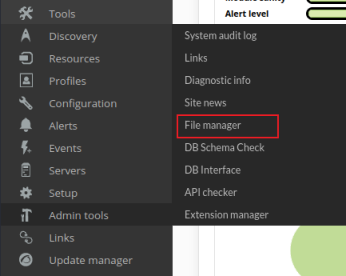 Module sanity
Alert level
Tools
Discovery
Resources
Profiles
Configuration
Alerts
Events
Servers
Setup
Admin tools
Links
Update manager
System audit log
Links
Diagnostic info
Site news
File manager
DB Schema Check
DB Interface
API checker
Extension manager